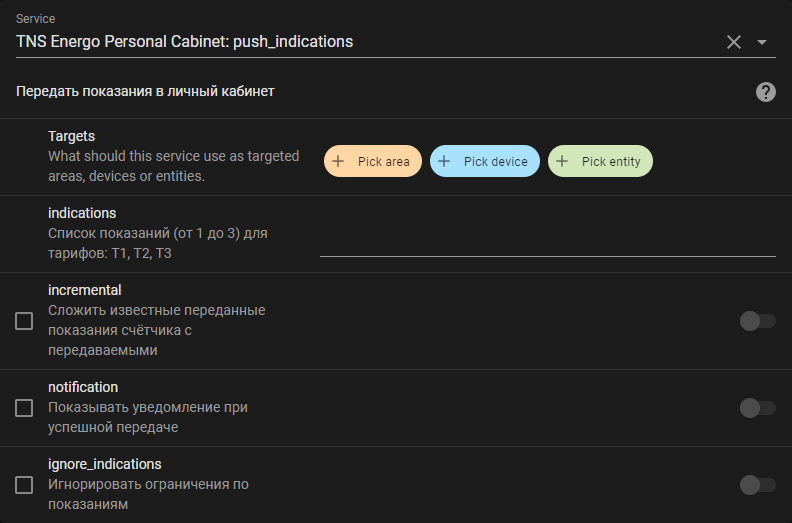 Service
TNS Energo Personal Cabinet: push_indications
Передать показания в личный кабинет
Targets
What should this service use as targeted
areas, devices or entities.
Pick area
Pick device
Pick entity
indications
Список показаний (от 1 до 3) для
тарифов: T1, T2, T3
incremental
Сложить известные переданные
показания счётчика с
передаваемыми
notification
Показывать уведомление при
успешной передаче
ignore_indications
Игнорировать ограничения по
показаниям